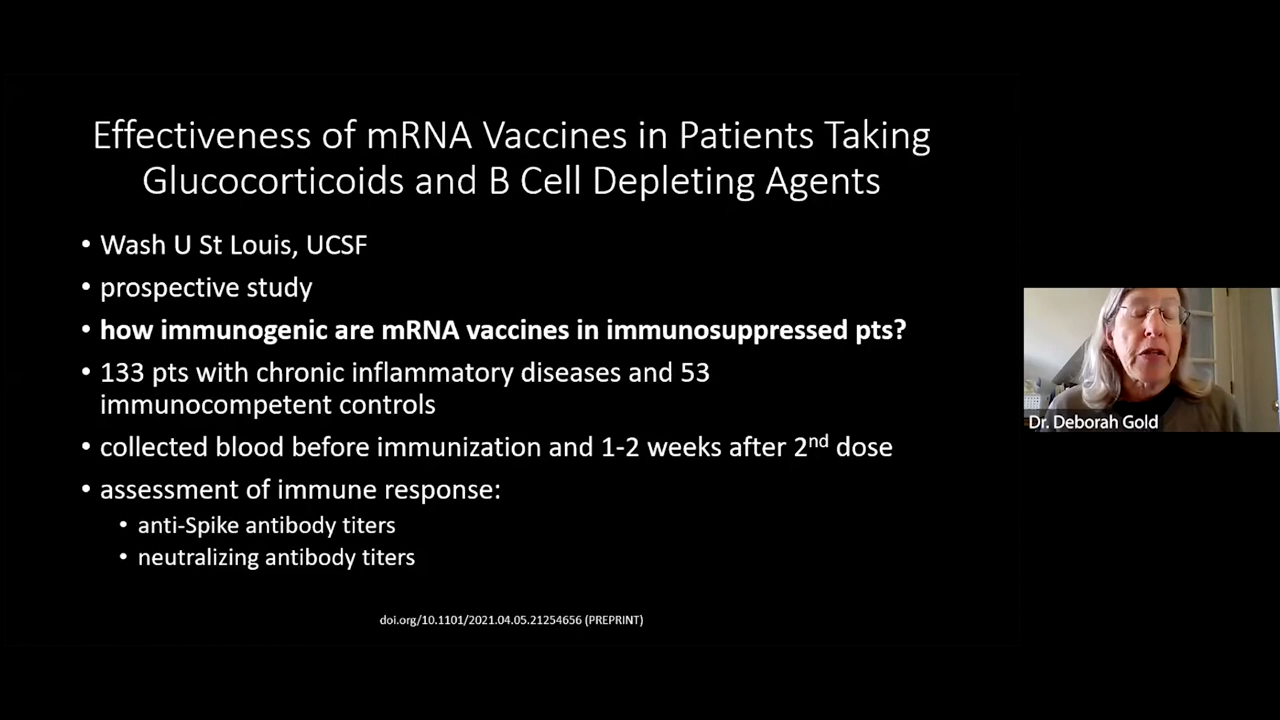 Effectiveness of mRNA Vaccines in Patients Taking
Glucocorticoids and B Cell Depleting Agents
• Wash U St Louis, UCSF
• prospective study
• how immunogenic are mRNA vaccines in immunosuppressed pts?
• 133 pts with chronic inflammatory diseases and 53
immunocompetent controls
• collected blood before immunization and 1-2 weeks after 2nd dose
• assessment of immune response:
• anti-Spike antibody titers
• neutralizing antibody titers
doi.org/10.1101/2021.04.05.21254656 (PREPRINT)
Dr. Deborah Gold